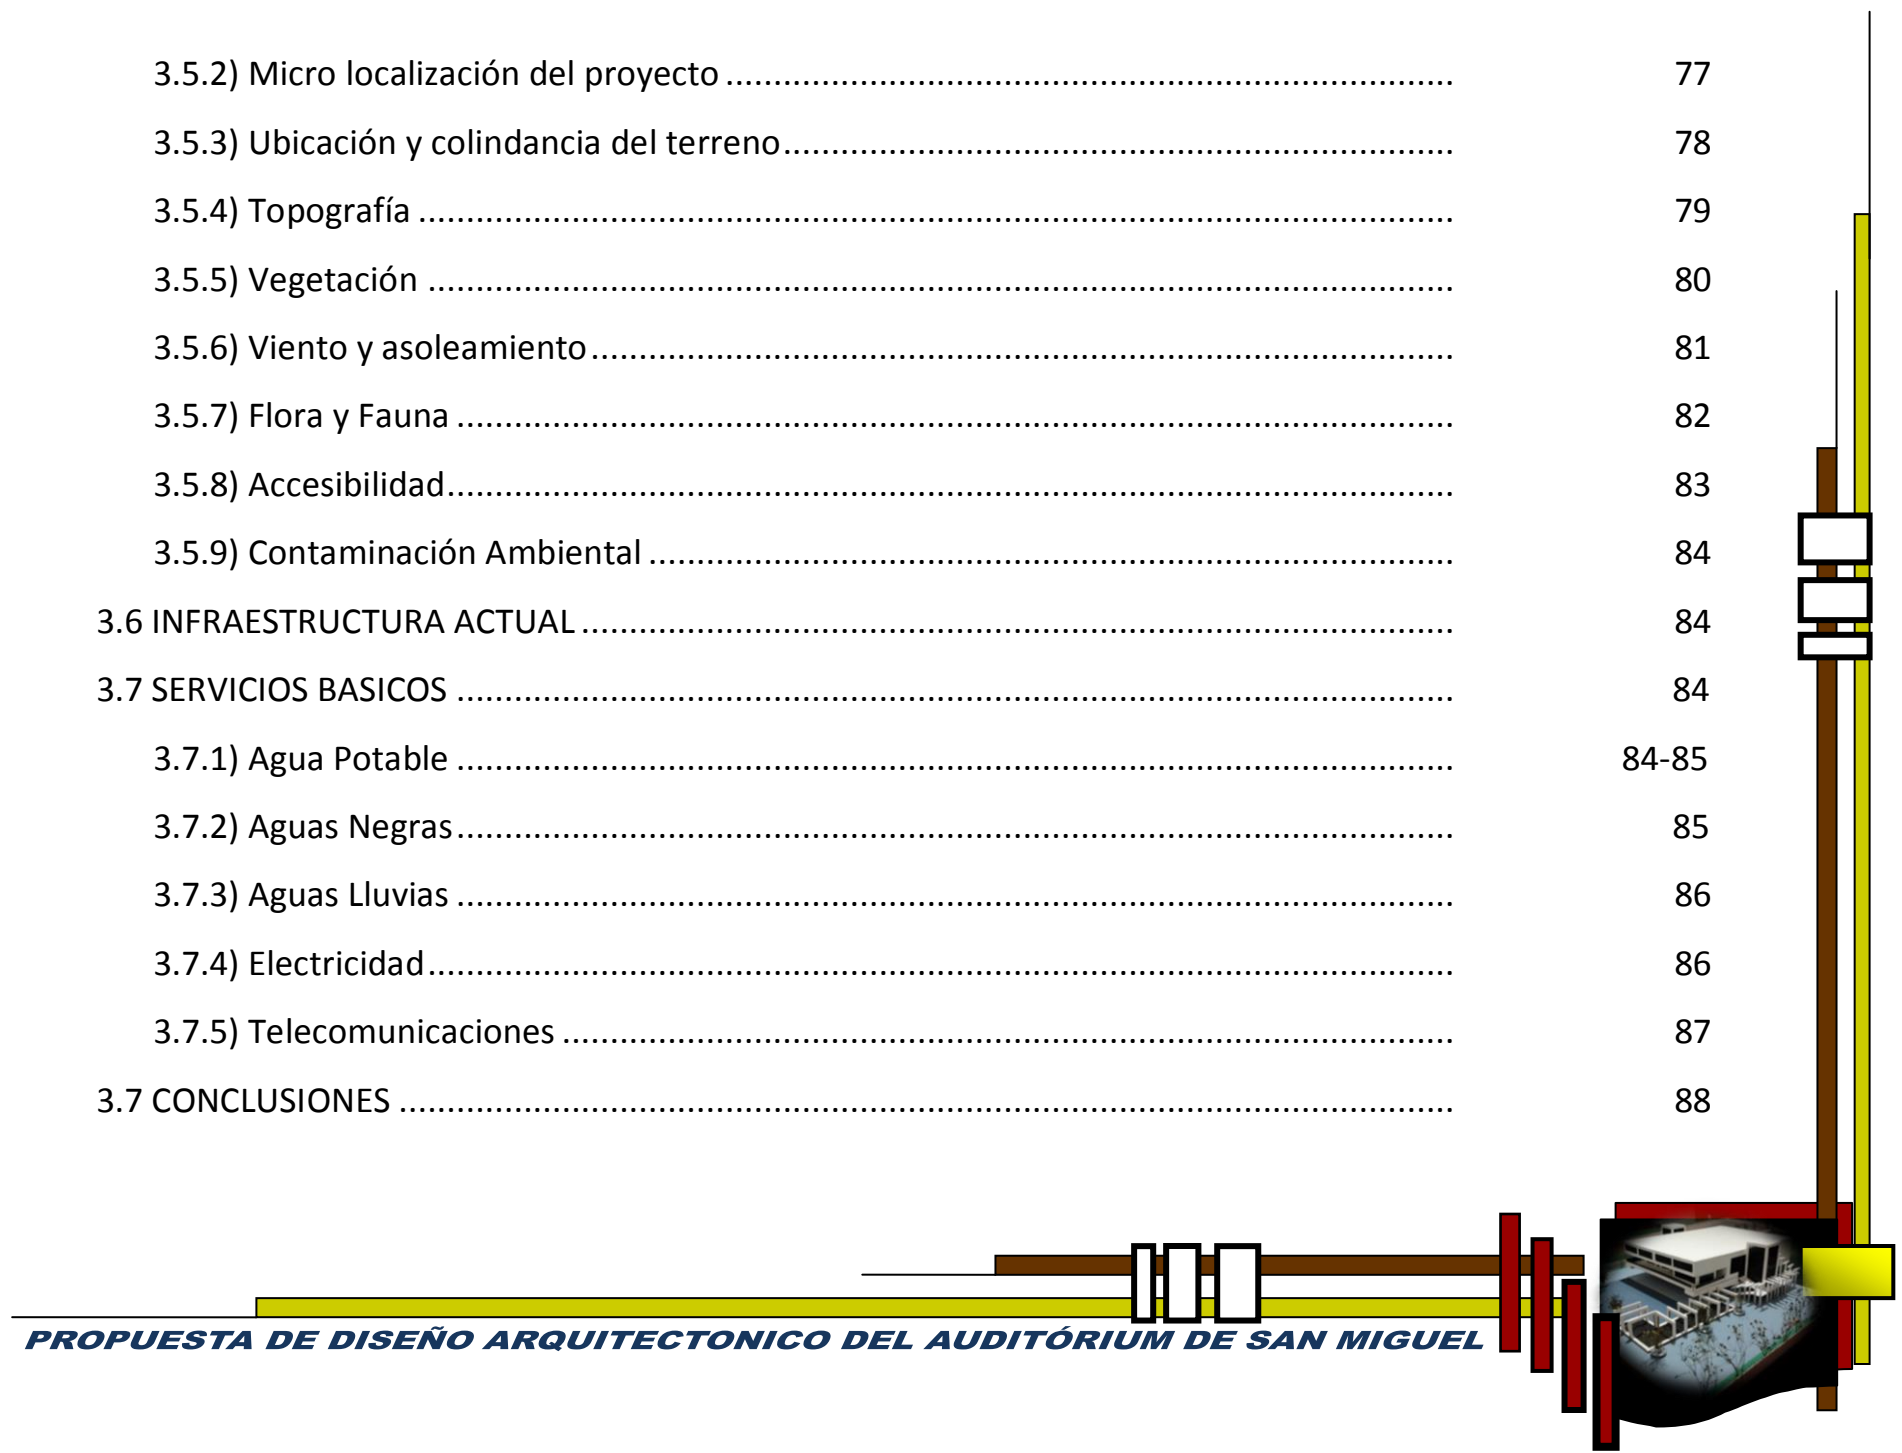 3.5.2) Micro localización del proyecto ........................................ 77
3.5.3) Ubicación y colindancia del terreno ........................................ 78
3.5.4) Topografía ........................................ 79
3.5.5) Vegetación ........................................ 80
3.5.6) Viento y asoleamiento ........................................ 81
3.5.7) Flora y Fauna ........................................ 82
3.5.8) Accesibilidad ........................................ 83
3.5.9) Contaminación Ambiental ........................................ 84
3.6 INFRAESTRUCTURA ACTUAL ........................................ 84
3.7 SERVICIOS BASICOS ........................................ 84
3.7.1) Agua Potable ........................................ 84-85
3.7.2) Aguas Negras ........................................ 85
3.7.3) Aguas Lluvias ........................................ 86
3.7.4) Electricidad ........................................ 86
3.7.5) Telecomunicaciones ........................................ 87
3.7 CONCLUSIONES ........................................ 88
PROPUESTA DE DISEÑO ARQUITECTONICO DEL AUDITÓRIUM DE SAN MIGUEL